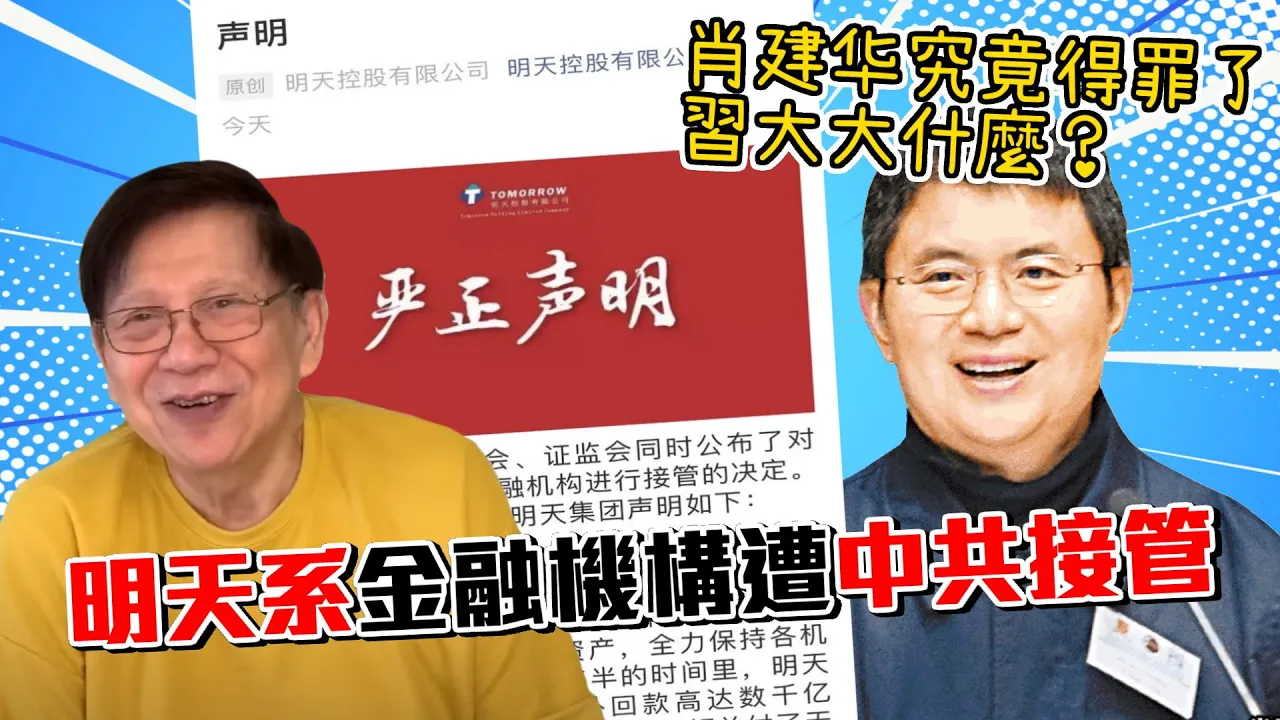 声明
原创 明天控股有限公司 明天控股有限公
今天
肖建华究竟得罪了
習大大什麼？
TOMORROW
明天控股有限公司
Tomorrow Holding Limited Company
严正声明
会、证监会同时公布了对
融机构进行接管的决定。
明天集团声明如下：
明天系金融機構遭中共接管
资产，全力保持各机
半的时间里，明天
回款高达数千亿